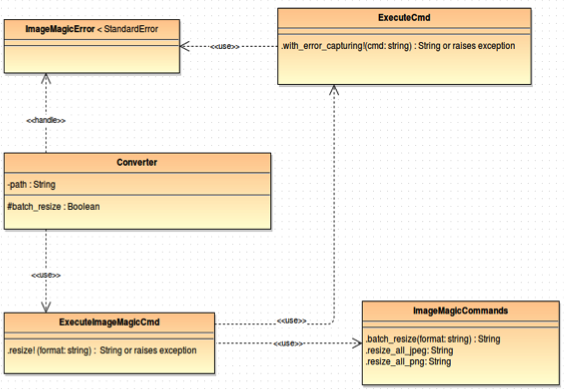 ImageMagicError < StandardError
ExecuteCmd
.with_error_capturing!(cmd: string) : String or raises exception
<<use>>
<<handle>>
Converter
-path : String
#batch_resize : Boolean
<<use>>
ExecuteImageMagicCmd
.resize! (format: string) : String or raises exception
<<use>>
<<use>>
ImageMagicCommands
.batch_resize(format: string) : String
.resize_all_jpeg: String
.resize_all_png: String